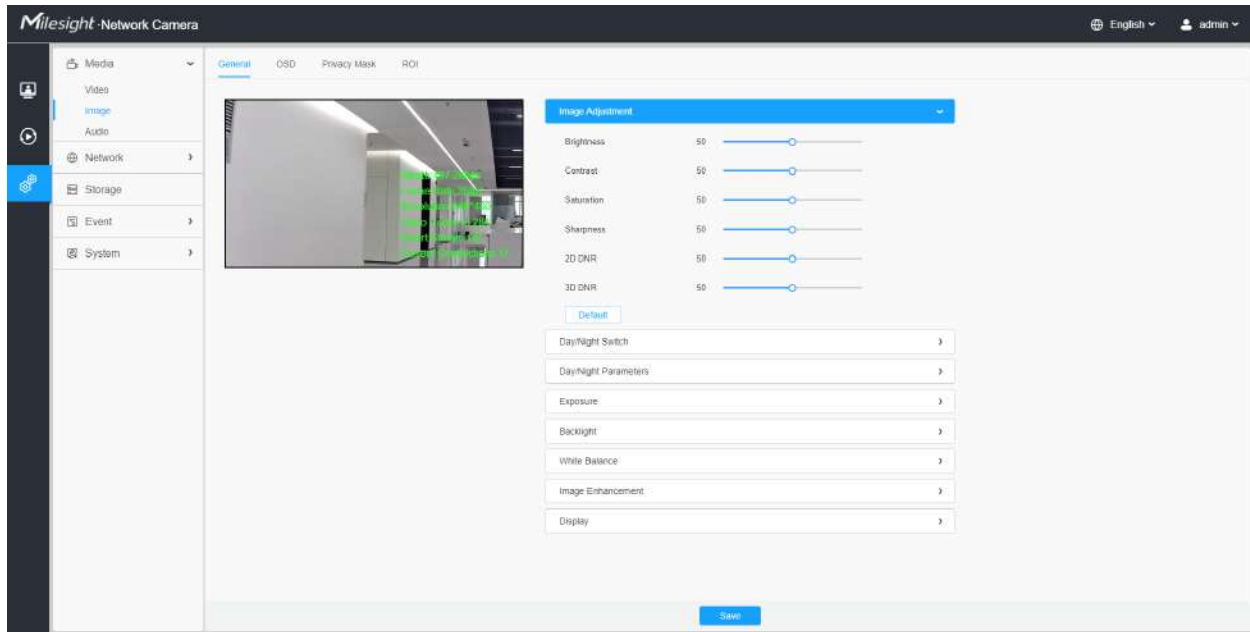 Milesight · Network Camera
English
admin
Media
Video
Image
Audio
Network
Storage
Event
System
General OSD Privacy Mask ROI
Image Adjustment
Brightness 50
Contrast 50
Saturation 50
Sharpness 50
2D DNR 50
3D DNR 50
Default
Day/Night Switch
Day/Night Parameters
Exposure
Backlight
White Balance
Image Enhancement
Display
Save